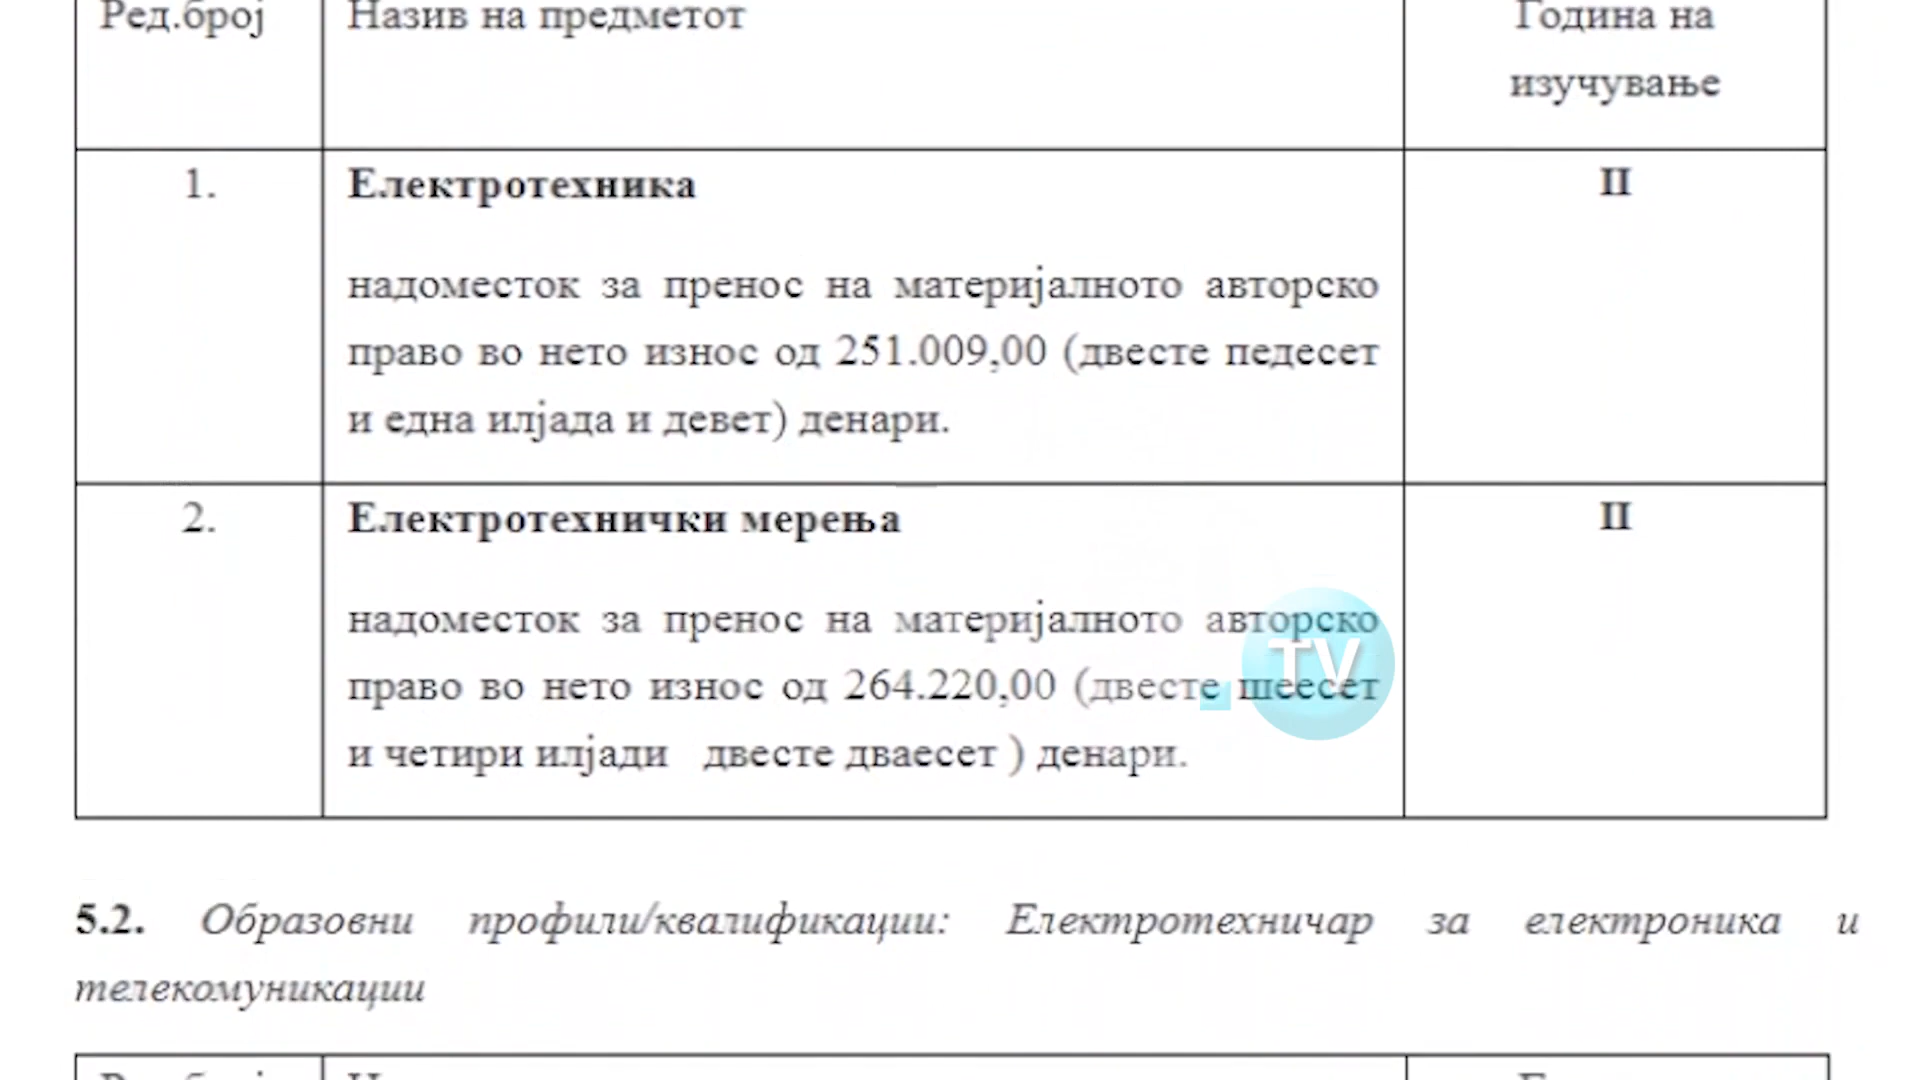 Ред.број Назив на предметот Година на
изучување
1. Електротехника II
надоместок за пренос на материјалното авторско
право во нето износ од 251.009,00 (двесте педесет
и една илјада и девет) денари.
2. Електротехнички мерења II
надоместок за пренос на материјалното авторско
право во нето износ од 264.220,00 (двесте шеесет
и четири илјади двесте дваесет ) денари.
TV
5.2. Образовни профили/квалификации: Електротехничар за електроника и
телекомуникации